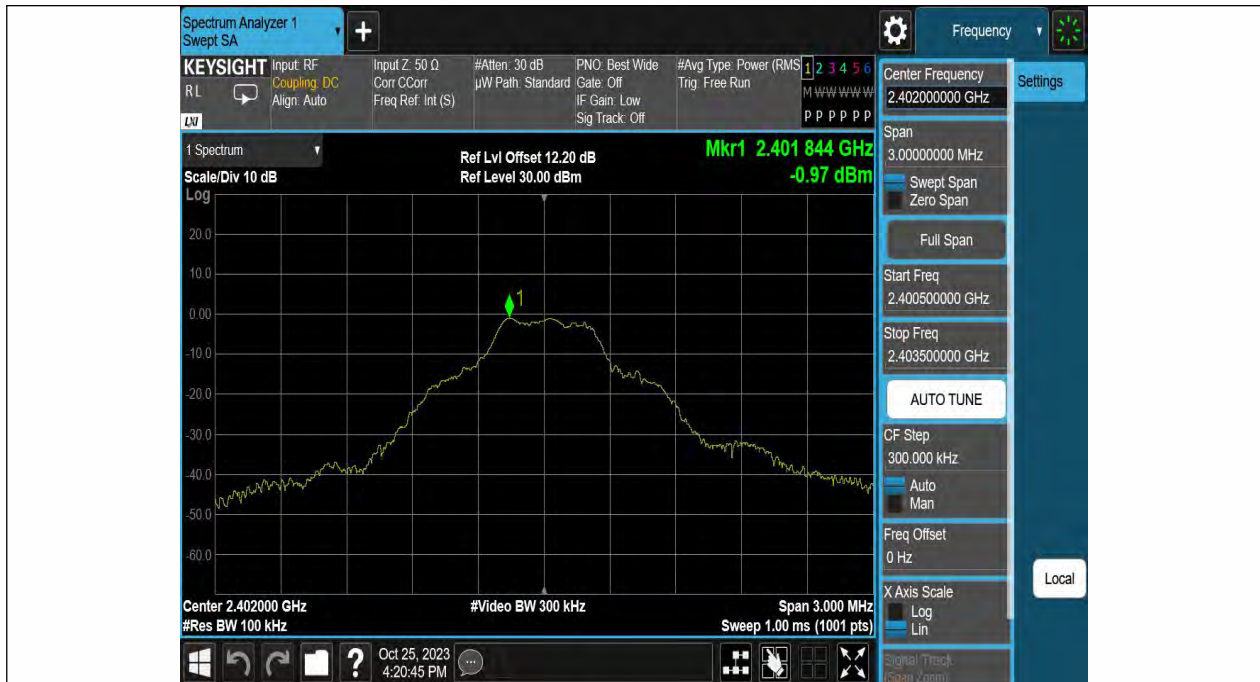 Spectrum Analyzer 1
Swept SA
+
Frequency
KEYSIGHT
R L
LXI
Input: RF
Coupling: DC
Align: Auto
Input Z: 50 Ω
Corr CCorr
Freq Ref: Int (S)
#Atten: 30 dB
µW Path: Standard
PNO: Best Wide
Gate: Off
IF Gain: Low
Sig Track: Off
#Avg Type: Power (RMS
Trig: Free Run
1 2 3 4 5 6
M W W W W W
P P P P P P
1 Spectrum
Scale/Div 10 dB
Ref Lvl Offset 12.20 dB
Ref Level 30.00 dBm
Mkr1 2.401 844 GHz
-0.97 dBm
Log
20.0
10.0
0.00
-10.0
-20.0
-30.0
-40.0
-50.0
-60.0
1
Center 2.402000 GHz
#Res BW 100 kHz
#Video BW 300 kHz
Span 3.000 MHz
Sweep 1.00 ms (1001 pts)
Center Frequency
2.402000000 GHz
Settings
Span
3.00000000 MHz
Swept Span
Zero Span
Full Span
Start Freq
2.400500000 GHz
Stop Freq
2.403500000 GHz
AUTO TUNE
CF Step
300.000 kHz
Auto
Man
Freq Offset
0 Hz
X Axis Scale
Log
Lin
Signal Track
(Span Zoom)
Local
?
Oct 25, 2023
4:20:45 PM